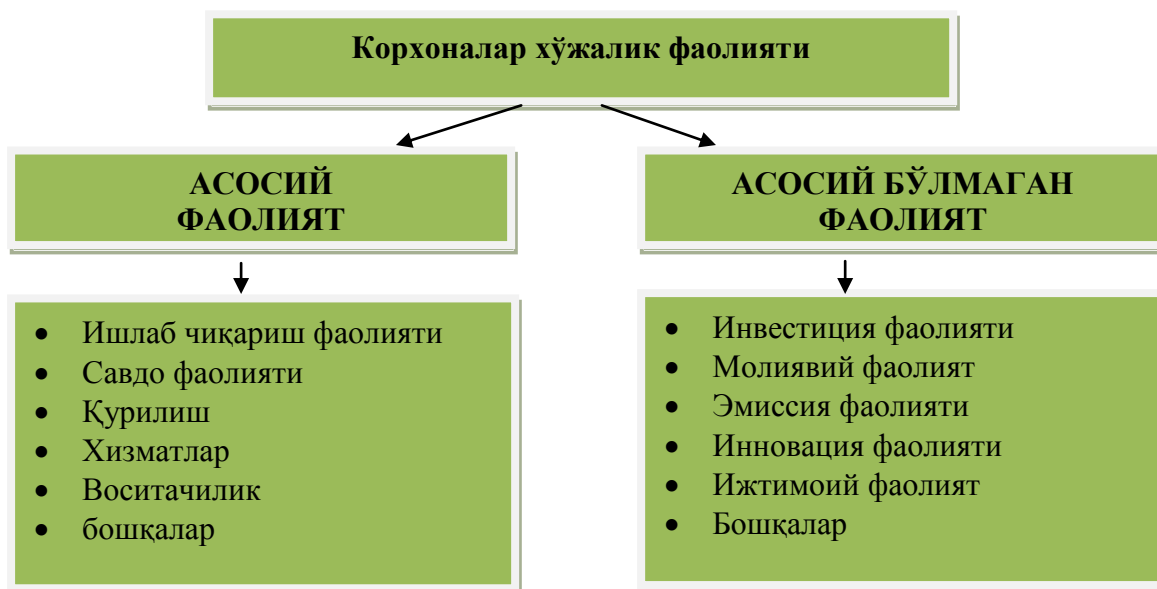 Корхоналар хўжалик фаолияти
АСОСИЙ
ФАОЛИЯТ
АСОСИЙ БЎЛМАГАН
ФАОЛИЯТ
• Ишлаб чиқариш фаолияти
• Савдо фаолияти
• Қурилиш
• Хизматлар
• Воситачилик
• бошқалар
• Инвестиция фаолияти
• Молиявий фаолият
• Эмиссия фаолияти
• Инновация фаолияти
• Ижтимоий фаолият
• Бошқалар